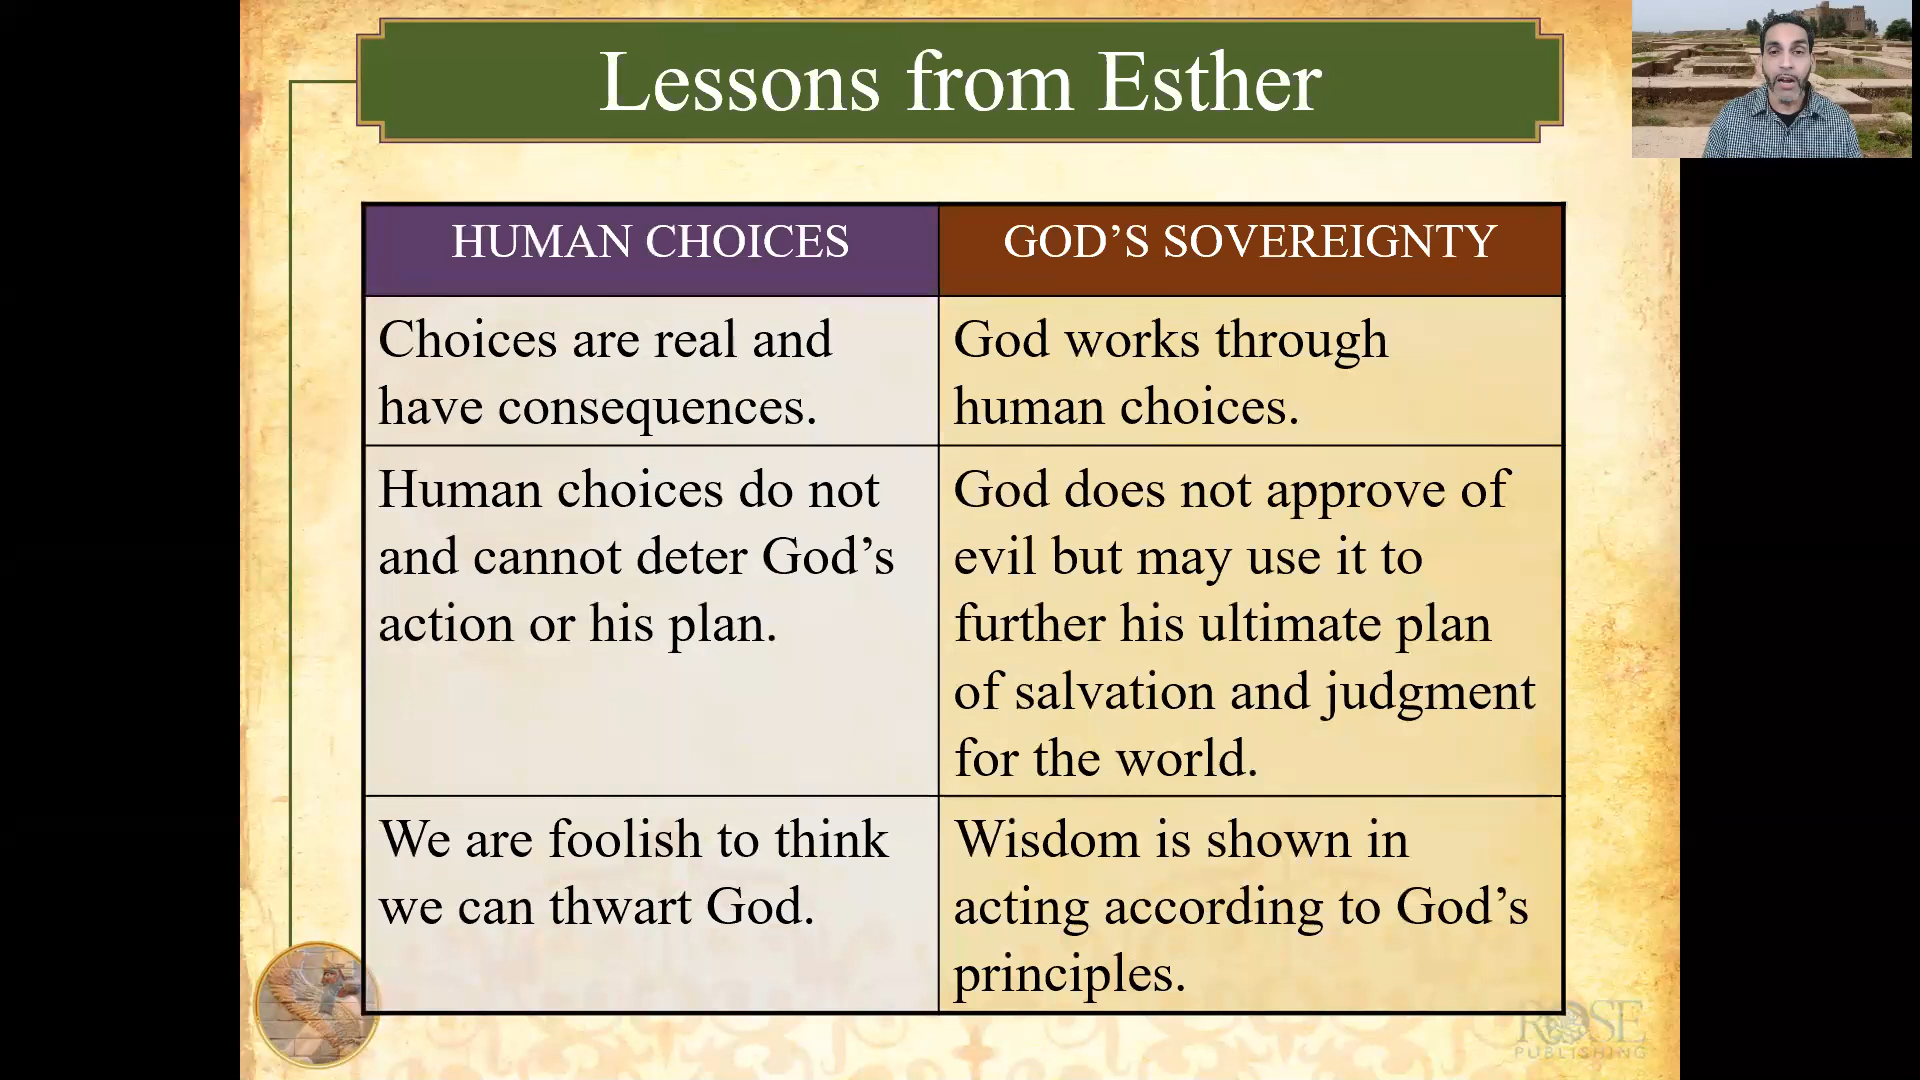 Lessons from Esther
HUMAN CHOICES
GOD’S SOVEREIGNTY
Choices are real and
have consequences.
God works through
human choices.
Human choices do not
and cannot deter God’s
action or his plan.
God does not approve of
evil but may use it to
further his ultimate plan
of salvation and judgment
for the world.
We are foolish to think
we can thwart God.
Wisdom is shown in
acting according to God’s
principles.
ROSE
PUBLISHING